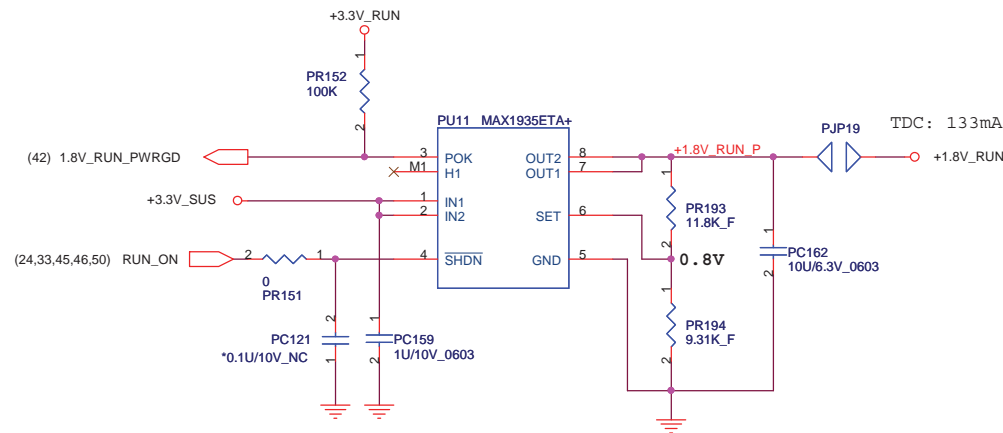 +3.3V_RUN
1
PR152
100K
2
PU11 MAX1935ETA+
TDC: 133mA
PJP19
(42) 1.8V_RUN_PWRGD
3
POK
OUT2
8
+1.8V_RUN_P
+1.8V_RUN
M1
H1
OUT1
7
1
+3.3V_SUS
1
IN1
PR193
11.8K_F
2
IN2
SET
6
2
1
0.8V
PC162
10U/6.3V_0603
2
(24,33,45,46,50) RUN_ON
2
1
4
SHDN
GND
5
0
PR151
1
PR194
9.31K_F
2
2
PC121
*0.1U/10V_NC
1
1
PC159
1U/10V_0603
2